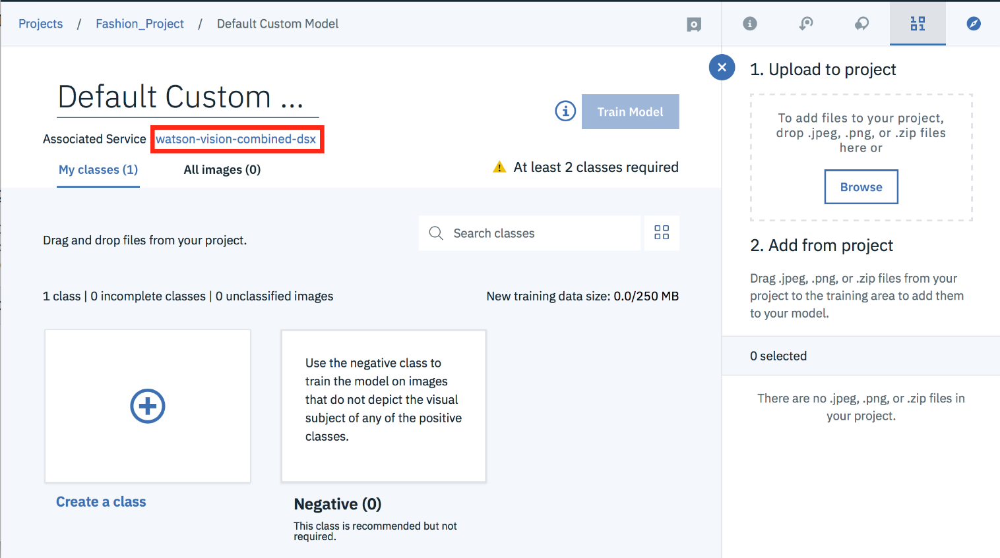 Projects / Fashion_Project / Default Custom Model
Default Custom ...
Train Model
Associated Service watson-vision-combined-dsx
My classes (1) All images (0)
At least 2 classes required
Drag and drop files from your project.
Search classes
1 class | 0 incomplete classes | 0 unclassified images
New training data size: 0.0/250 MB
Create a class
Use the negative class to
train the model on images
that do not depict the visual
subject of any of the positive
classes.
Negative (0)
This class is recommended but not
required.
1. Upload to project
To add files to your project,
drop .jpeg, .png, or .zip files
here or
Browse
2. Add from project
Drag .jpeg, .png, or .zip files from your
project to the training area to add them
to your model.
0 selected
There are no .jpeg, .png, or .zip files in
your project.